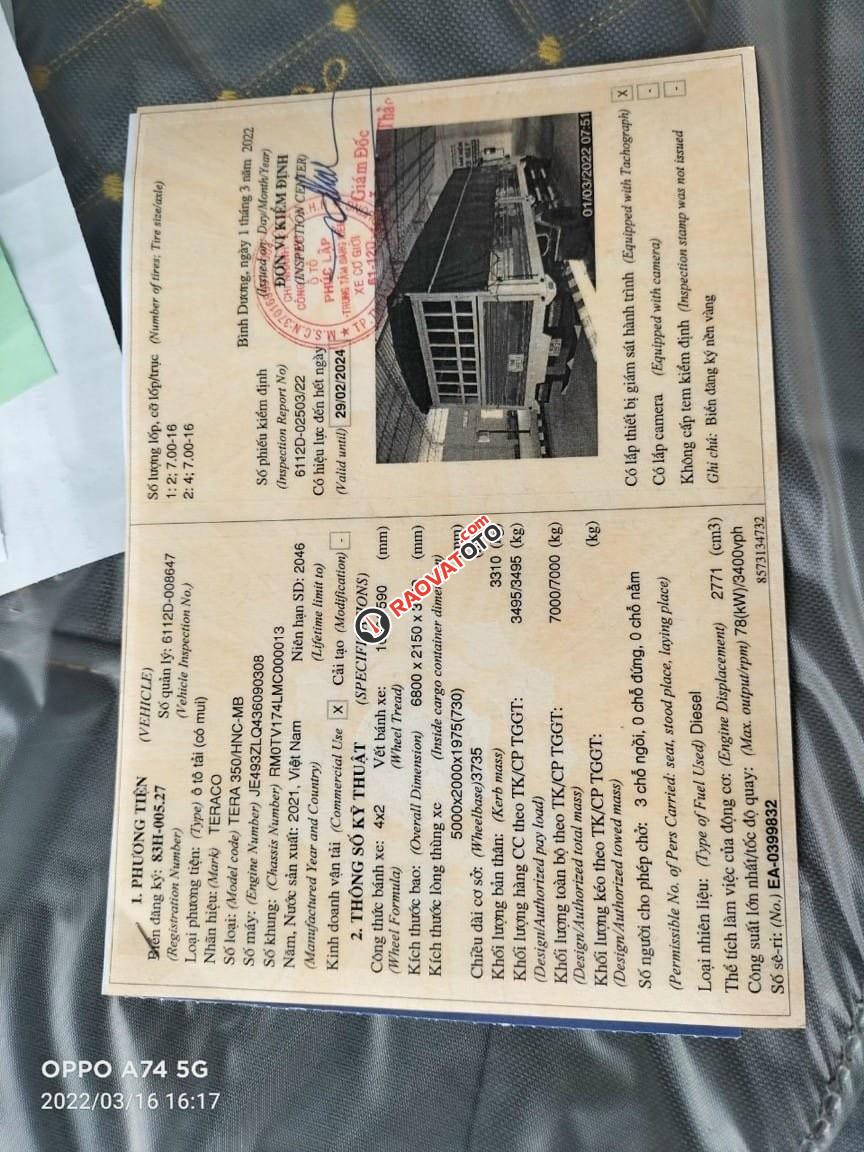 1. PHƯƠNG TIỆN (VEHICLE)
Biển đăng ký: 83H-005.27 Số quản lý: 6112D-008647
(Registration Number) (Vehicle Inspection No.)
Loại phương tiện: (Type) ô tô tải (có mui)
Nhãn hiệu: (Mark) TERACO
Số loại: (Model code) TERA 350/HNC-MB
Số máy: (Engine Number) JE493ZLQ436090308
Số khung: (Chassis Number) RM0TV174LMC000013
Năm, Nước sản xuất: 2021, Việt Nam Niên hạn SD: 2046
(Manufactured Year and Country) (Lifetime limit to)
Kinh doanh vận tải (Commercial Use) X Cải tạo (Modification) -
2. THÔNG SỐ KỸ THUẬT
Công thức bánh xe: 4x2 Vết bánh xe: 590 (mm)
(Wheel Formula) (Wheel Tread)
Kích thước bao: (Overall Dimension) 6800 x 2150 x (mm)
Kích thước lòng thùng xe (Inside cargo container
5000x2000x1975(730)
Chiều dài cơ sở: (Wheelbase)3735
Khối lượng bản thân: (Kerb mass) 3310
Khối lượng hàng CC theo TK/CP TGGT: 3495/3495 (kg)
(Design/Authorized pay load)
Khối lượng toàn bộ theo TK/CP TGGT: 7000/7000 (kg)
(Design/Authorized total mass)
Khối lượng kéo theo TK/CP TGGT: (kg)
(Design/Authorized towed mass)
Số người cho phép chở: 3 chỗ ngồi, 0 chỗ đứng, 0 chỗ nằm
(Permissible No. of Pers Carried: seat, stood place, laying place)
Loại nhiên liệu: (Type of Fuel Used) Diesel
Thể tích làm việc của động cơ: (Engine Displacement) 2771 (cm3)
Công suất lớn nhất/tốc độ quay: (Max. output/rpm) 78(kW)/3400vph
Số sê-ri: (No.) EA-0399832 8573134732
Số lượng lốp, cỡ lốp/trục (Number of tires; Tire size/axle)
1: 2; 7.00-16
2: 4; 7.00-16
Bình Dương, ngày 1 tháng 3 năm 2022
(Issued on: Day/Month/Year)
Số phiếu kiểm định ĐƠN VỊ KIỂM ĐỊNH
(Inspection Report No) (INSPECTION CENTER)
6112D-02503/22
Có hiệu lực đến hết ngày
(Valid until) 29/02/2024
Ô TÔ
PHÚC LẬP
XE CƠ GIỚI
61-12D
Giám Đốc
01/03/2022 07:51
Có lắp thiết bị giám sát hành trình (Equipped with Tachograph) X
Có lắp camera (Equipped with camera) -
Không cấp tem kiểm định (Inspection stamp was not issued -
Ghi chú: Biển đăng ký nền vàng
RAOVATOTO.com
OPPO A74 5G
2022/03/16 16:17